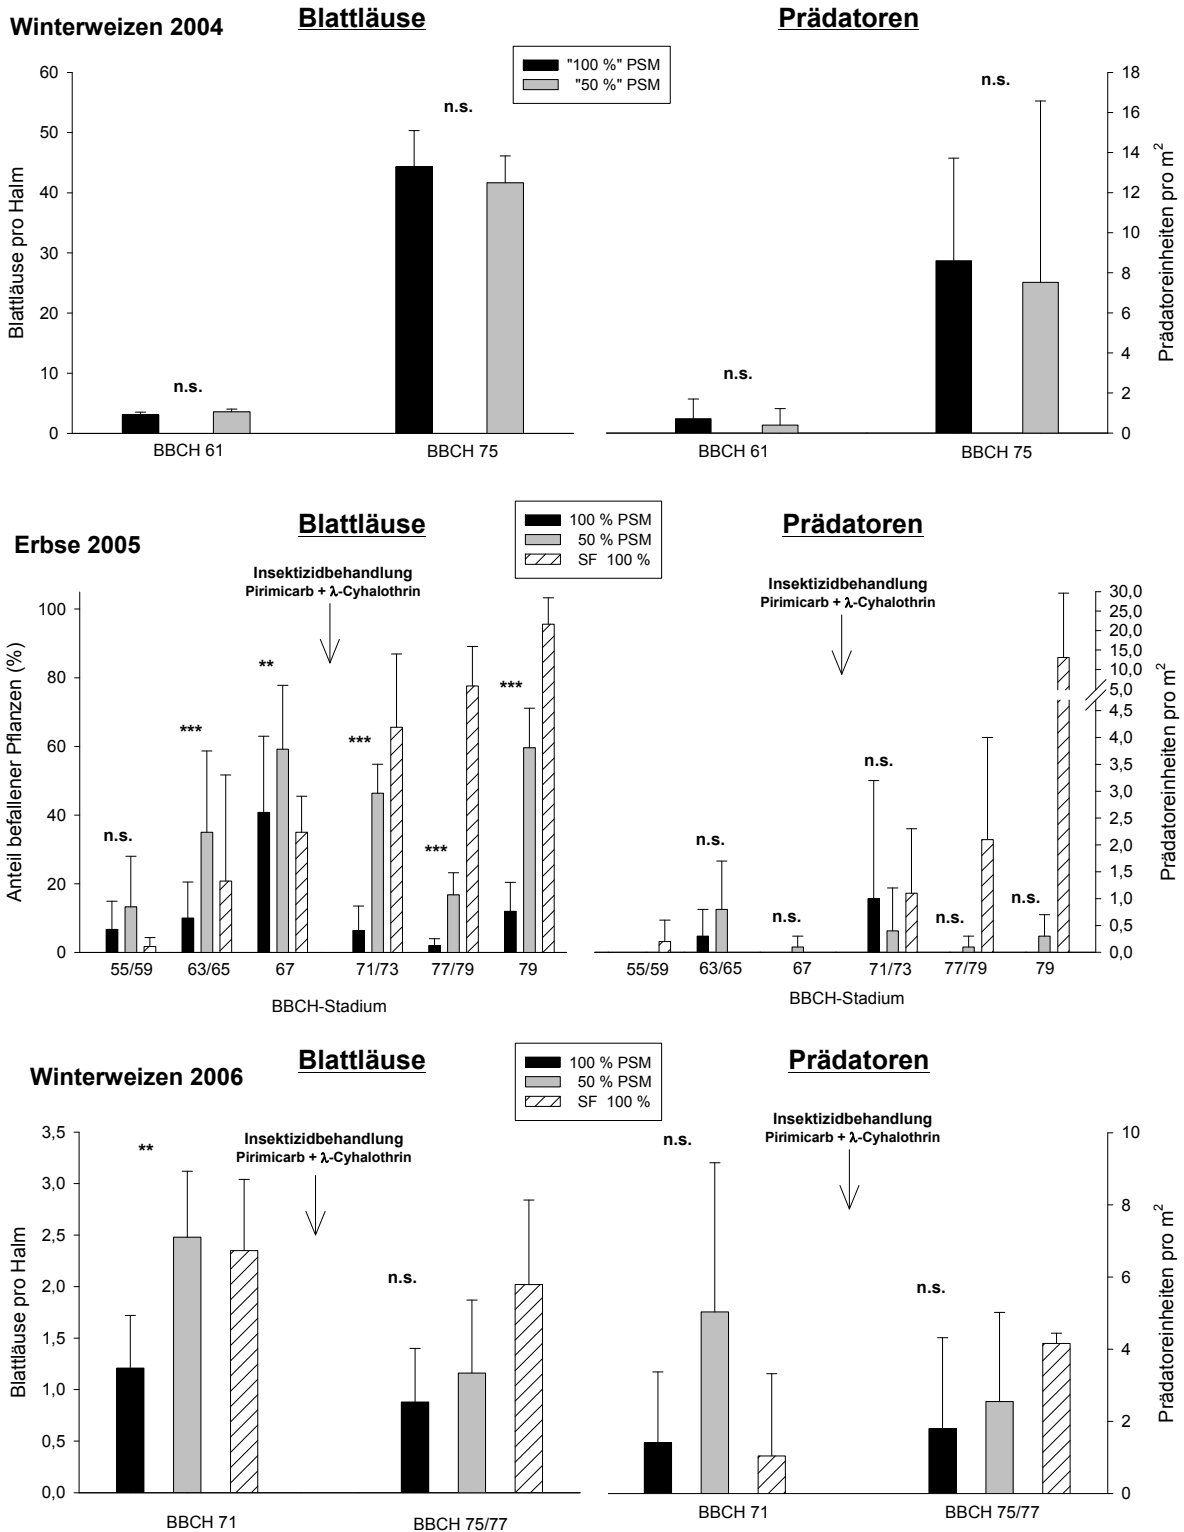 Winterweizen 2004
Blattläuse
Prädatoren
"100 %" PSM
"50 %" PSM
60
50
40
30
20
10
0
Blattläuse pro Halm
n.s.
n.s.
BBCH 61
BBCH 75
n.s.
n.s.
BBCH 61
BBCH 75
18
16
14
12
10
8
6
4
2
0
Prädatoreinheiten pro m²
Erbse 2005
Blattläuse
Prädatoren
100 % PSM
50 % PSM
SF 100 %
Insektizidbehandlung
Pirimicarb + λ-Cyhalothrin
Anteil befallener Pflanzen (%)
100
80
60
40
20
0
n.s.
***
**
***
***
***
55/59
63/65
67
71/73
77/79
79
BBCH-Stadium
Insektizidbehandlung
Pirimicarb + λ-Cyhalothrin
n.s.
n.s.
n.s.
n.s.
n.s.
55/59
63/65
67
71/73
77/79
79
BBCH-Stadium
30,0
25,0
20,0
15,0
10,0
5,0
4,5
4,0
3,5
3,0
2,5
2,0
1,5
1,0
0,5
0,0
Prädatoreinheiten pro m²
Winterweizen 2006
Blattläuse
Prädatoren
100 % PSM
50 % PSM
SF 100 %
Insektizidbehandlung
Pirimicarb + λ-Cyhalothrin
Blattläuse pro Halm
3,5
3,0
2,5
2,0
1,5
1,0
0,5
0,0
**
n.s.
BBCH 71
BBCH 75/77
Insektizidbehandlung
Pirimicarb + λ-Cyhalothrin
n.s.
n.s.
BBCH 71
BBCH 75/77
10
8
6
4
2
0
Prädatoreinheiten pro m²